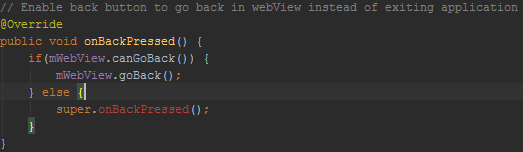 // Enable back button to go back in webView instead of exiting application
@Override
public void onBackPressed() {
    if(mWebView.canGoBack()) {
        mWebView.goBack();
    } else {
        super.onBackPressed();
    }
}